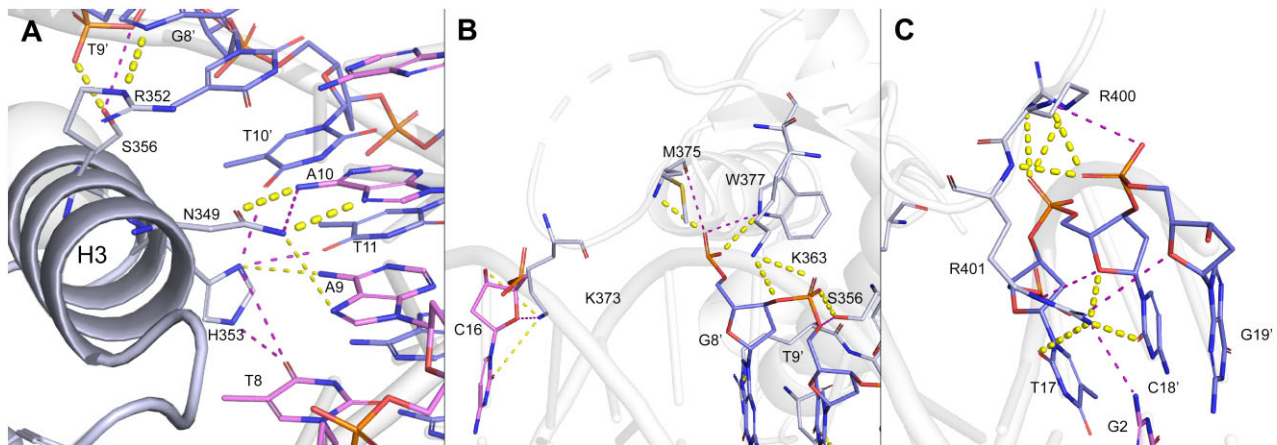 A
T9'
G8'
R352
S356
T10'
A10
N349
T11
H3
A9
H353
T8
B
M375
W377
K363
K373
S356
C16
G8'
T9'
C
R400
R401
G19'
T17
C18'
G2